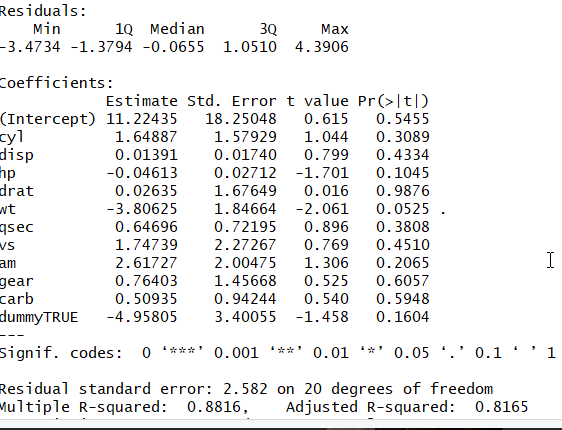 Residuals:
Min 1Q Median 3Q Max
-3.4734 -1.3794 -0.0655 1.0510 4.3906
Coefficients:
Estimate Std. Error t value Pr(>|t|)
(Intercept) 11.22435 18.25048 0.615 0.5455
cyl 1.64887 1.57929 1.044 0.3089
disp 0.01391 0.01740 0.799 0.4334
hp -0.04613 0.02712 -1.701 0.1045
drat 0.02635 1.67649 0.016 0.9876
wt -3.80625 1.84664 -2.061 0.0525 .
qsec 0.64696 0.72195 0.896 0.3808
vs 1.74739 2.27267 0.769 0.4510
am 2.61727 2.00475 1.306 0.2065
gear 0.76403 1.45668 0.525 0.6057
carb 0.50935 0.94244 0.540 0.5948
dummyTRUE -4.95805 3.40055 -1.458 0.1604
---
Signif. codes: 0 ‘***’ 0.001 ‘**’ 0.01 ‘*’ 0.05 ‘.’ 0.1 ‘ ’ 1
Residual standard error: 2.582 on 20 degrees of freedom
Multiple R-squared: 0.8816, Adjusted R-squared: 0.8165